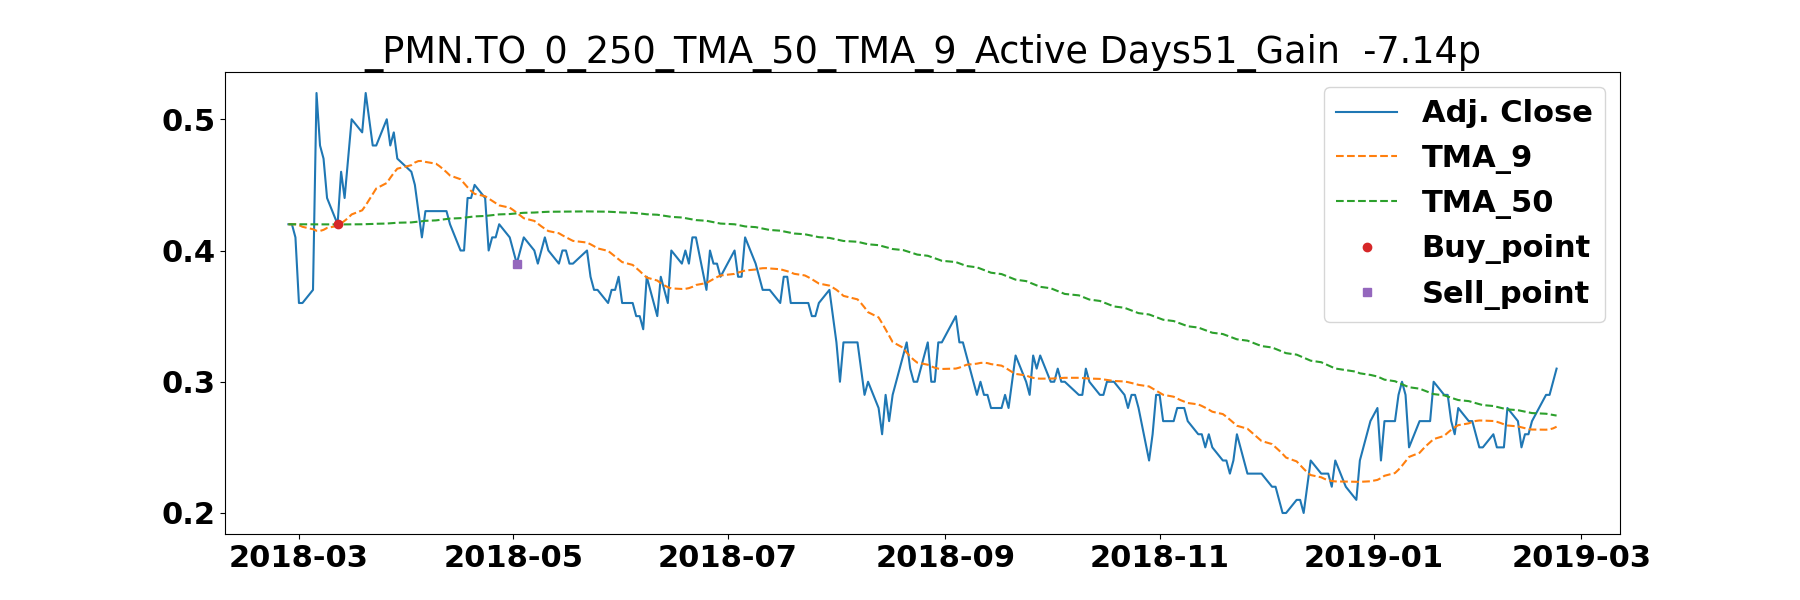 _PMN.TO_0_250_TMA_50_TMA_9_Active Days51_Gain  -7.14p
0.5
0.4
0.3
0.2
Adj. Close
TMA_9
TMA_50
Buy_point
Sell_point
2018-03 2018-05 2018-07 2018-09 2018-11 2019-01 2019-03